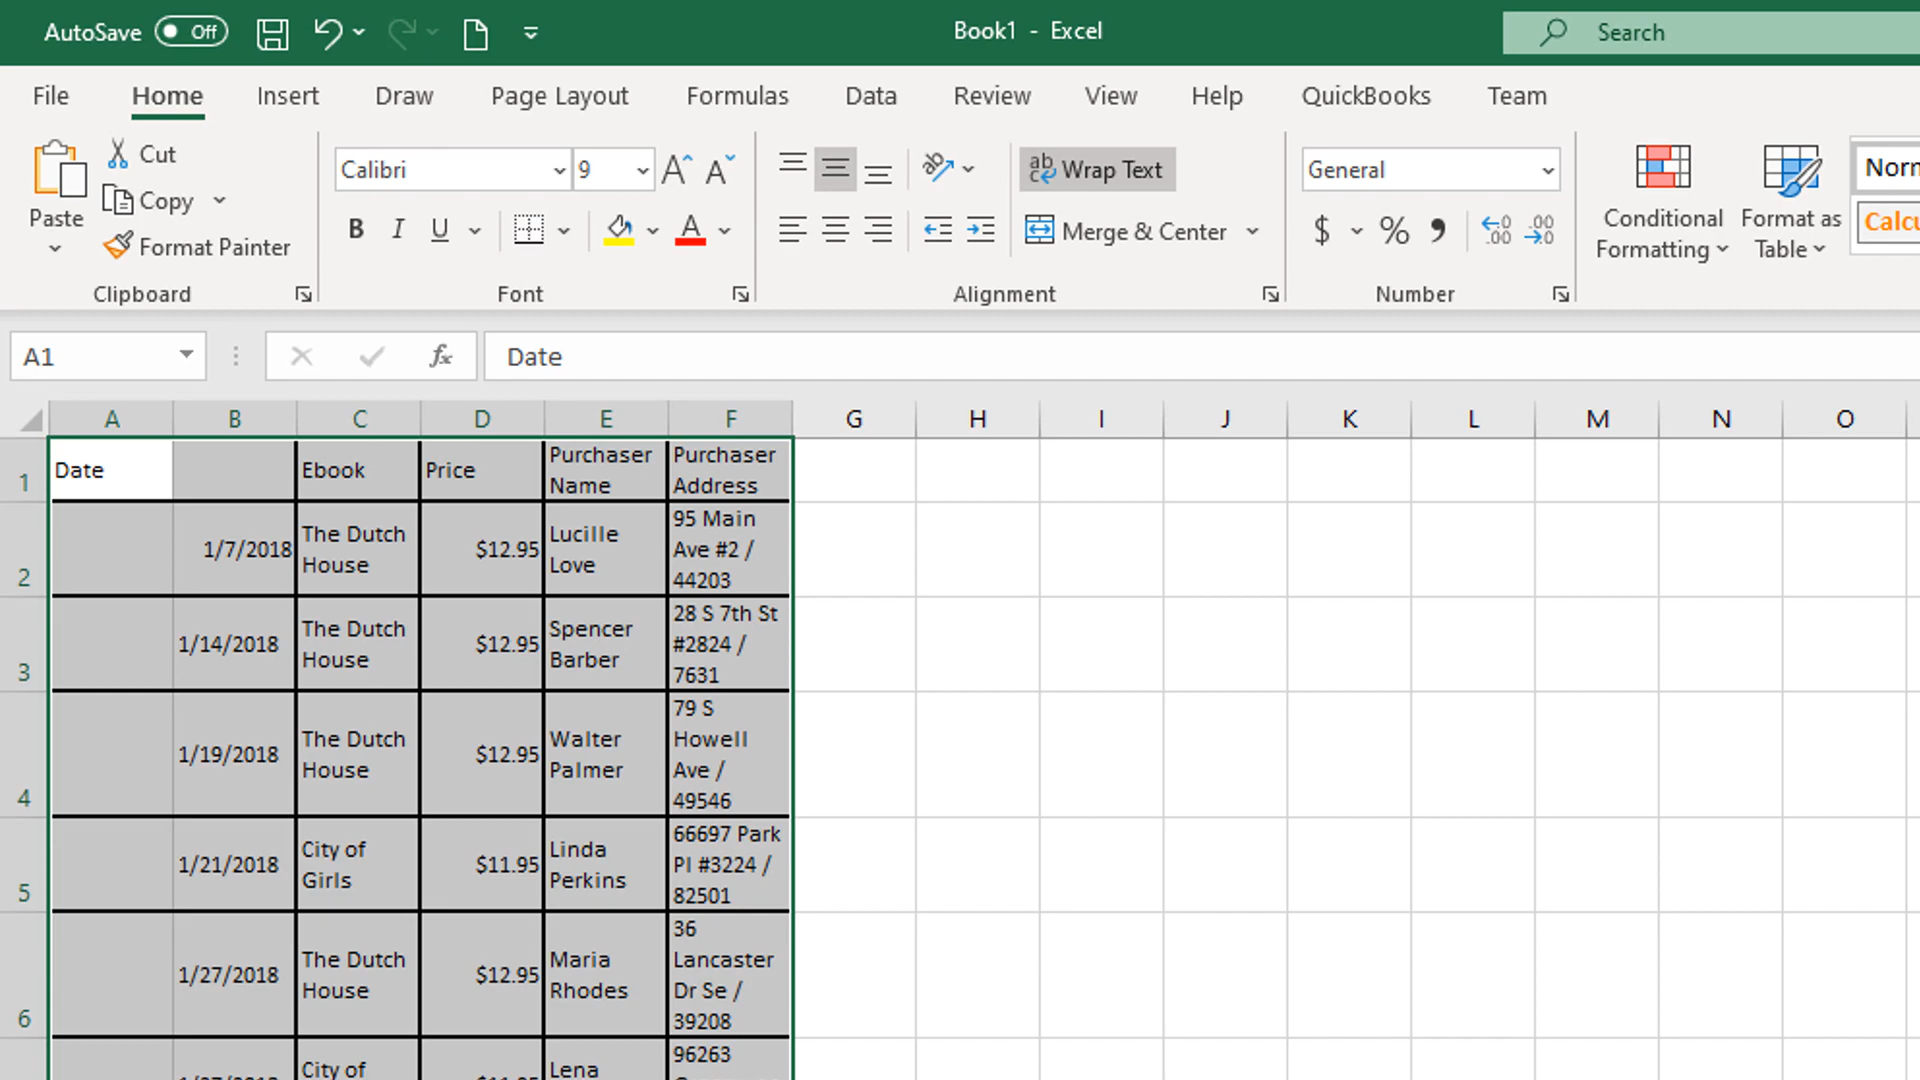 AutoSave Off
Book1 - Excel
Search
File Home Insert Draw Page Layout Formulas Data Review View Help QuickBooks Team
Paste
Cut
Copy
Format Painter
Clipboard
Calibri 9
B I U A
Font
ab Wrap Text
Merge & Center
Alignment
General
$ % ,
Number
Conditional
Formatting
Format as
Table
A1 fx Date
A B C D E F G H I J K L M N O
1 Date Ebook Price Purchaser
Name Purchaser
Address
2 1/7/2018 The Dutch
House $12.95 Lucille
Love 95 Main
Ave #2 /
44203
3 1/14/2018 The Dutch
House $12.95 Spencer
Barber 28 S 7th St
#2824 /
7631
4 1/19/2018 The Dutch
House $12.95 Walter
Palmer 79 S
Howell
Ave /
49546
5 1/21/2018 City of
Girls $11.95 Linda
Perkins 66697 Park
Pl #3224 /
82501
6 1/27/2018 The Dutch
House $12.95 Maria
Rhodes 36
Lancaster
Dr Se /
39208
City of
Lena
96263